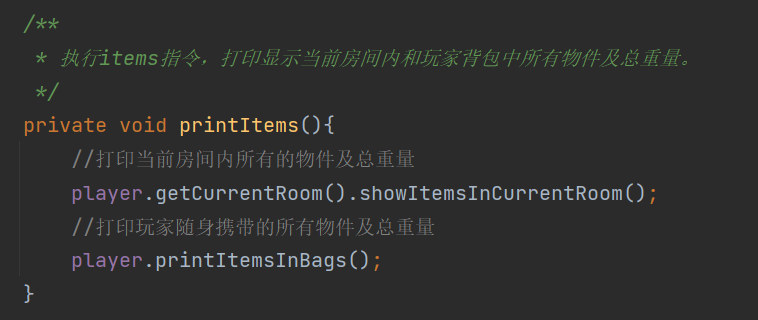 /**
 * 执行items指令，打印显示当前房间内和玩家背包中所有物件及总重量。
 */
private void printItems(){
    //打印当前房间内所有的物件及总重量
    player.getCurrentRoom().showItemsInCurrentRoom();
    //打印玩家随身携带的所有物件及总重量
    player.printItemsInBags();
}